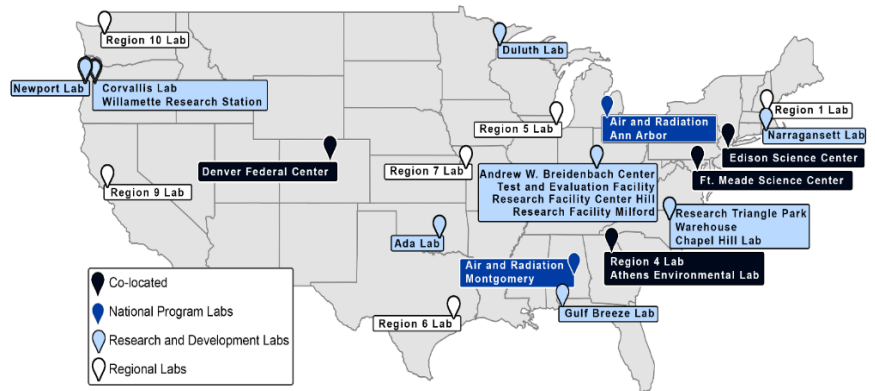 Region 10 Lab
Duluth Lab
Newport Lab
Corvallis Lab
Willamette Research Station
Region 5 Lab
Air and Radiation
Ann Arbor
Region 1 Lab
Narragansett Lab
Edison Science Center
Ft. Meade Science Center
Denver Federal Center
Region 7 Lab
Region 9 Lab
Andrew W. Breidenbach Center
Test and Evaluation Facility
Research Facility Center Hill
Research Facility Milford
Research Triangle Park
Warehouse
Chapel Hill Lab
Ada Lab
Air and Radiation
Montgomery
Region 4 Lab
Athens Environmental Lab
Gulf Breeze Lab
Region 6 Lab
Co-located
National Program Labs
Research and Development Labs
Regional Labs